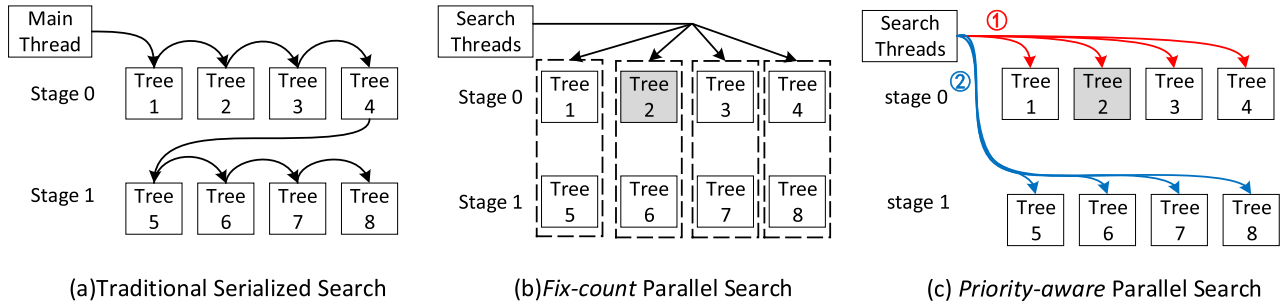 Main
Thread
Stage 0
Tree
1
Tree
2
Tree
3
Tree
4
Stage 1
Tree
5
Tree
6
Tree
7
Tree
8
(a)Traditional Serialized Search
Search
Threads
Stage 0
Tree
1
Tree
2
Tree
3
Tree
4
Stage 1
Tree
5
Tree
6
Tree
7
Tree
8
(b)Fix-count Parallel Search
Search
Threads
①
②
stage 0
Tree
1
Tree
2
Tree
3
Tree
4
stage 1
Tree
5
Tree
6
Tree
7
Tree
8
(c) Priority-aware Parallel Search